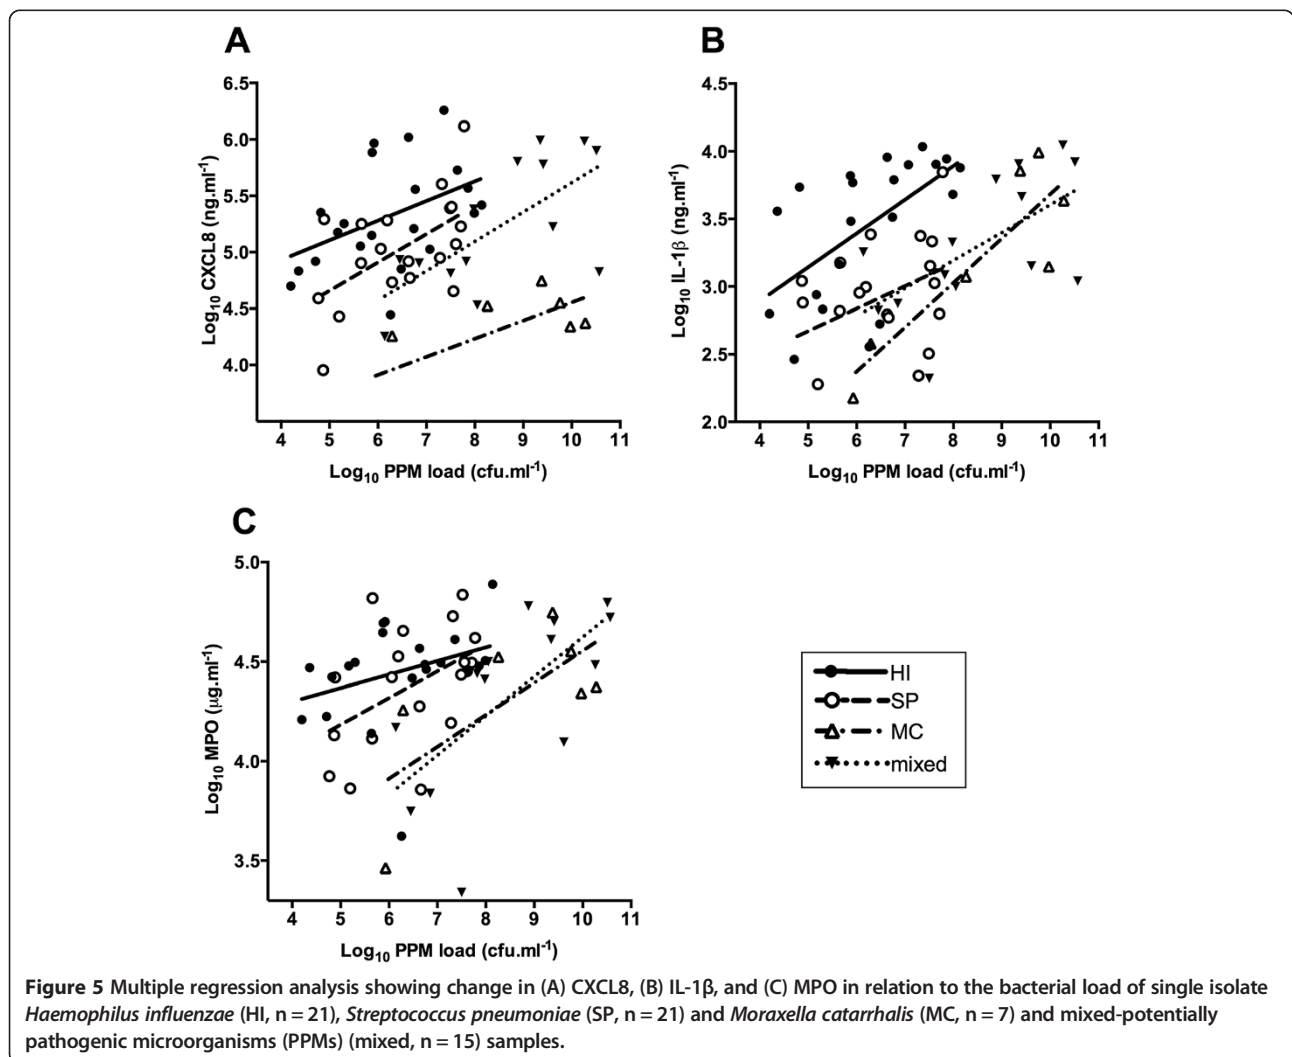 A
6.5
6.0
5.5
5.0
4.5
4.0
Log10 CXCL8 (ng.ml-1)
4 5 6 7 8 9 10 11
Log10 PPM load (cfu.ml-1)
B
4.5
4.0
3.5
3.0
2.5
2.0
Log10 IL-1β (ng.ml-1)
4 5 6 7 8 9 10 11
Log10 PPM load (cfu.ml-1)
C
5.0
4.5
4.0
3.5
Log10 MPO (μg.ml-1)
4 5 6 7 8 9 10 11
Log10 PPM load (cfu.ml-1)
HI
SP
MC
mixed
Figure 5 Multiple regression analysis showing change in (A) CXCL8, (B) IL-1β, and (C) MPO in relation to the bacterial load of single isolate
Haemophilus influenzae (HI, n = 21), Streptococcus pneumoniae (SP, n = 21) and Moraxella catarrhalis (MC, n = 7) and mixed-potentially
pathogenic microorganisms (PPMs) (mixed, n = 15) samples.